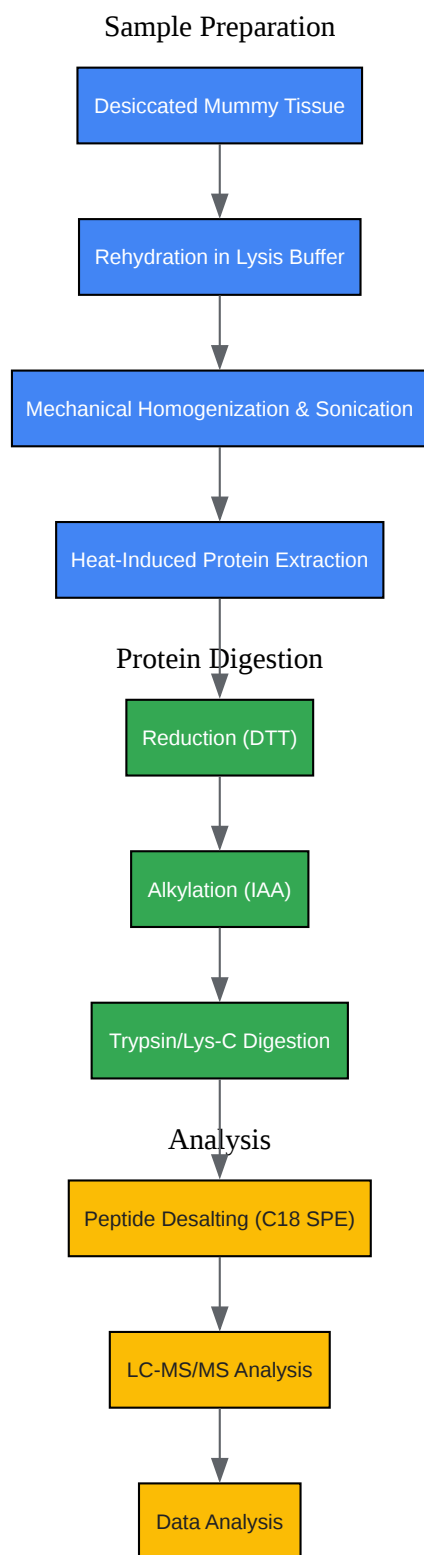 Sample Preparation
Desiccated Mummy Tissue
Rehydration in Lysis Buffer
Mechanical Homogenization & Sonication
Heat-Induced Protein Extraction
Protein Digestion
Reduction (DTT)
Alkylation (IAA)
Trypsin/Lys-C Digestion
Analysis
Peptide Desalting (C18 SPE)
LC-MS/MS Analysis
Data Analysis